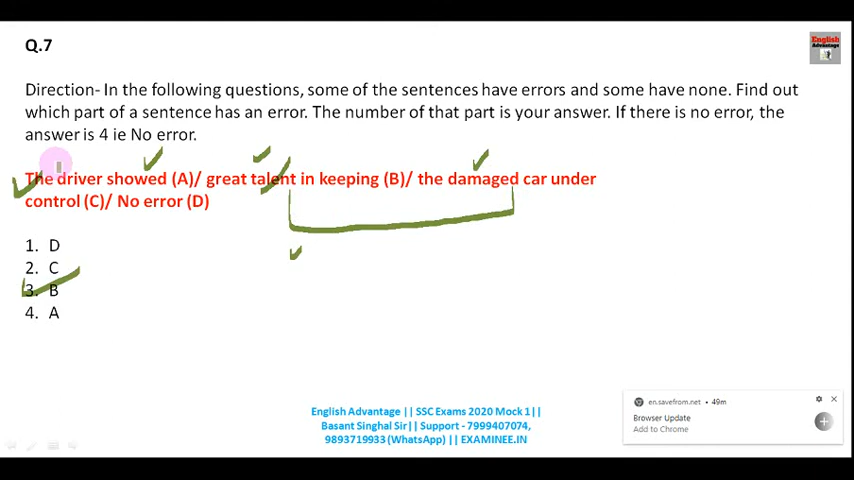 Q.7
English
Advantage
Direction- In the following questions, some of the sentences have errors and some have none. Find out
which part of a sentence has an error. The number of that part is your answer. If there is no error, the
answer is 4 ie No error.
The driver showed (A)/ great talent in keeping (B)/ the damaged car under
control (C)/ No error (D)
1. D
2. C
3. B
4. A
English Advantage || SSC Exams 2020 Mock 1||
Basant Singhal Sir|| Support - 7999407074,
9893719933 (WhatsApp) || EXAMINEE.IN
en.savefrom.net • 49m
Browser Update
Add to Chrome